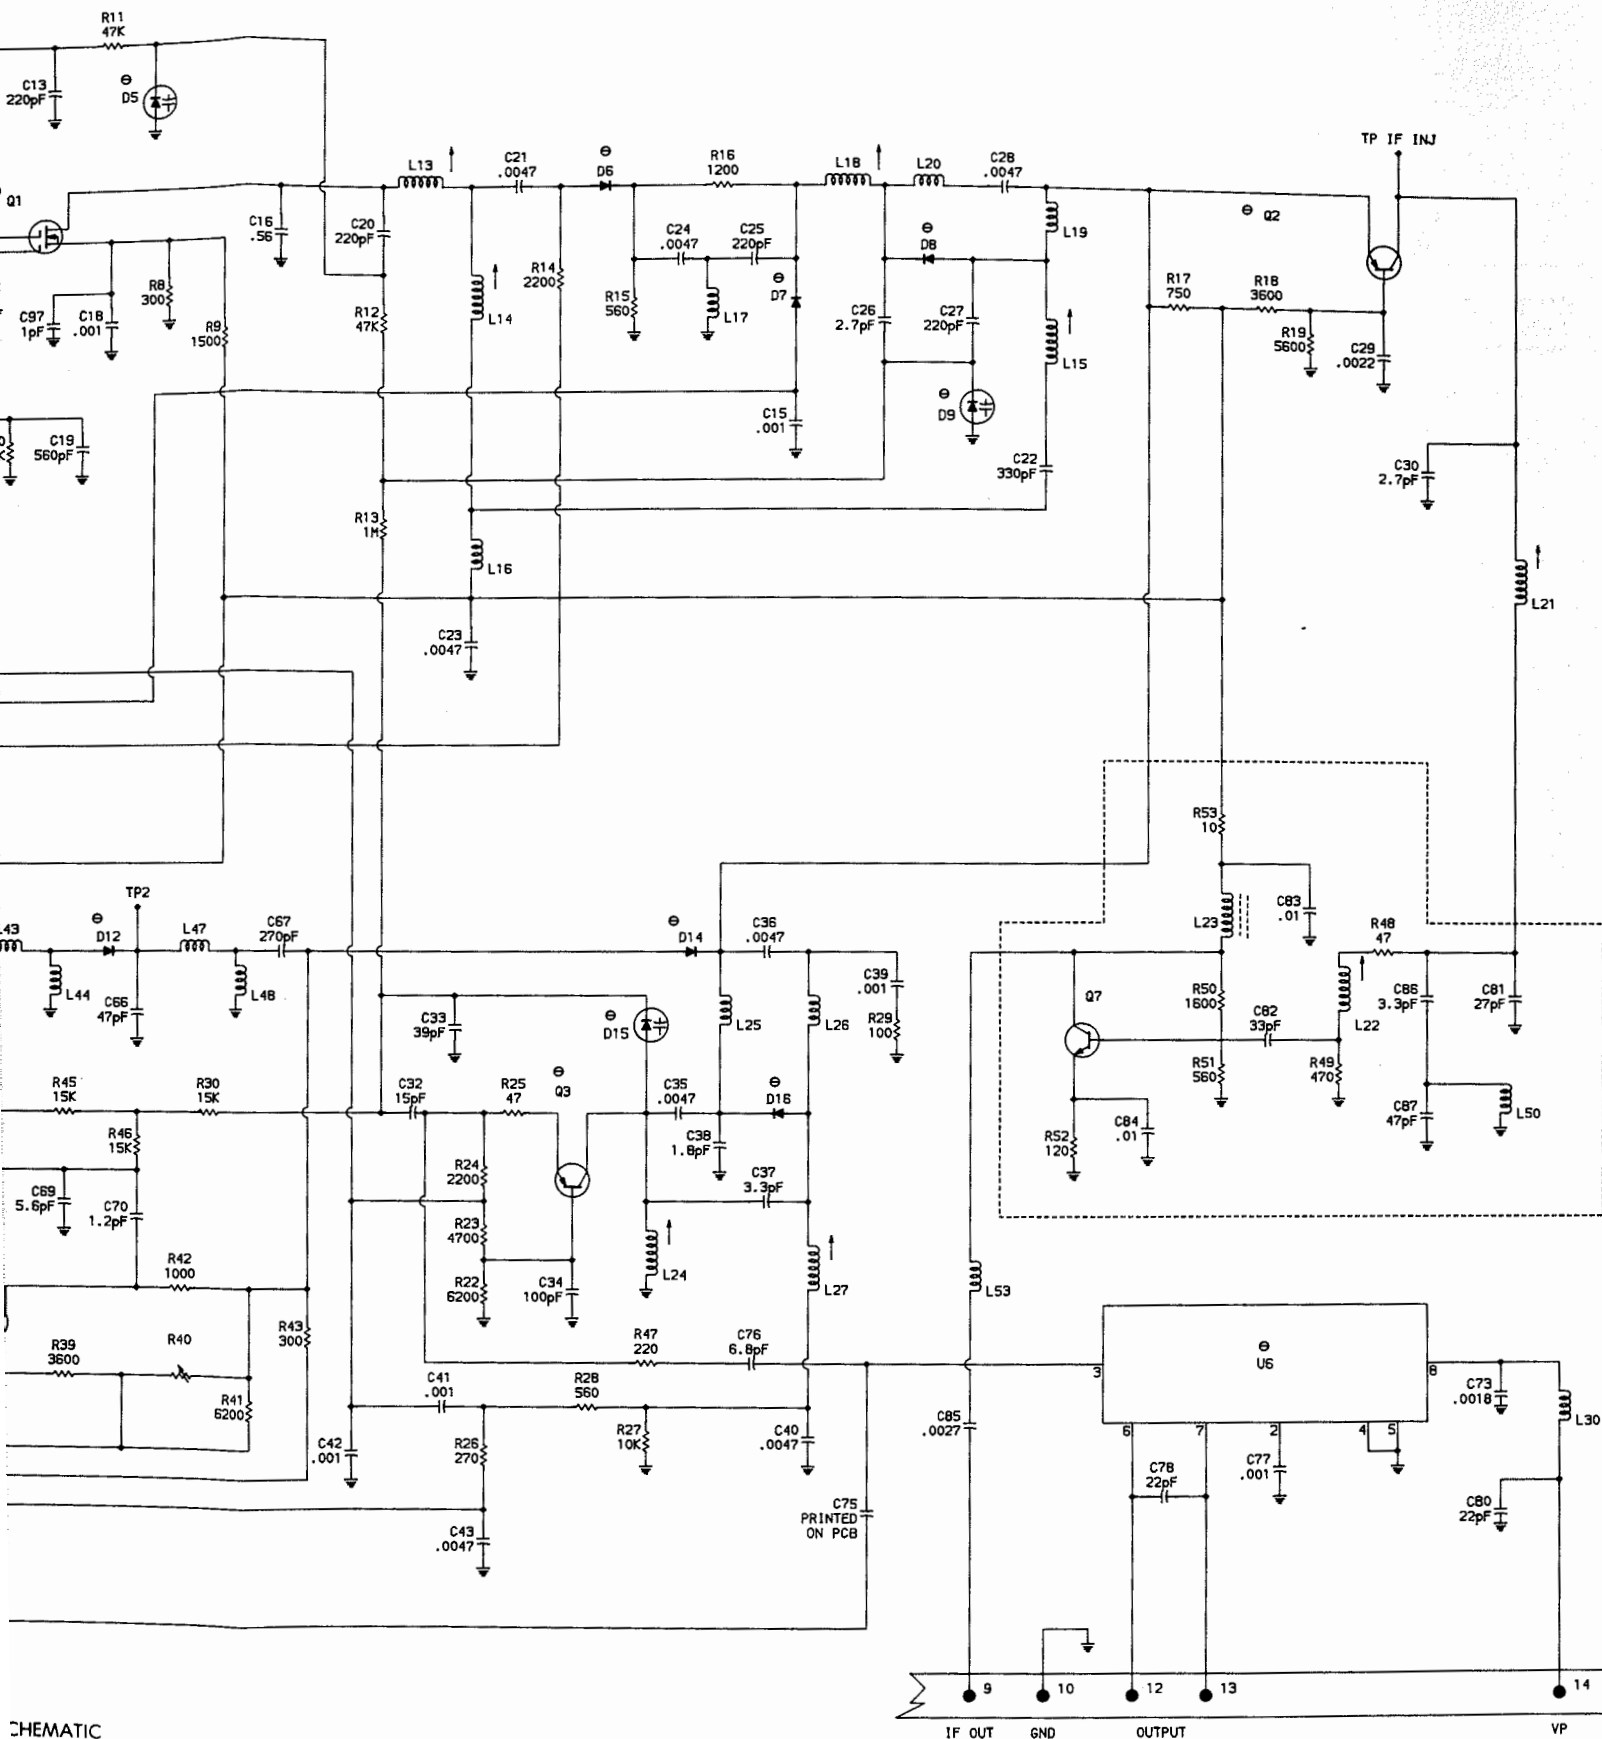 R11
47K
C13
220pF
D5
TP IF INJ
Q1
L13
C21
.0047
D6
R16
1200
L18
L20
C28
.0047
C16
.56
C20
220pF
C24
.0047
C25
220pF
D8
L19
Q2
R14
2200
R15
560
L17
D7
C26
2.7pF
C27
220pF
R17
750
R18
3600
R19
5600
C29
.0022
C97
1pF
C18
.001
R8
300
R9
1500
R12
47K
L14
L15
C15
.001
D9
C19
560pF
C22
330pF
C30
2.7pF
R13
1M
L16
L21
C23
.0047
R53
10
TP2
L43
D12
L47
C67
270pF
D14
C36
.0047
L23
C83
.01
R48
47
L44
C66
47pF
L48
C33
39pF
D15
L25
L26
C39
.001
R29
100
Q7
R50
1600
C82
33pF
L22
C86
3.3pF
C81
27pF
R45
15K
R30
15K
C32
15pF
R25
47
Q3
C35
.0047
D16
R51
560
R49
470
R46
15K
C38
1.8pF
R52
120
C84
.01
C87
47pF
L50
C69
5.6pF
C70
1.2pF
R24
2200
C37
3.3pF
R23
4700
R42
1000
R22
6200
C34
100pF
L24
L27
L53
R39
3600
R40
R43
300
R47
220
C76
6.8pF
3
U6
8
C73
.0018
R41
6200
C41
.001
R28
560
C42
.001
R26
270
R27
10K
C40
.0047
C85
.0027
6
7
2
4
5
L30
C77
.001
C78
22pF
C43
.0047
C75
PRINTED
ON PCB
C80
22pF
9
10
12
13
14
CHEMATIC
IF OUT
GND
OUTPUT
VP